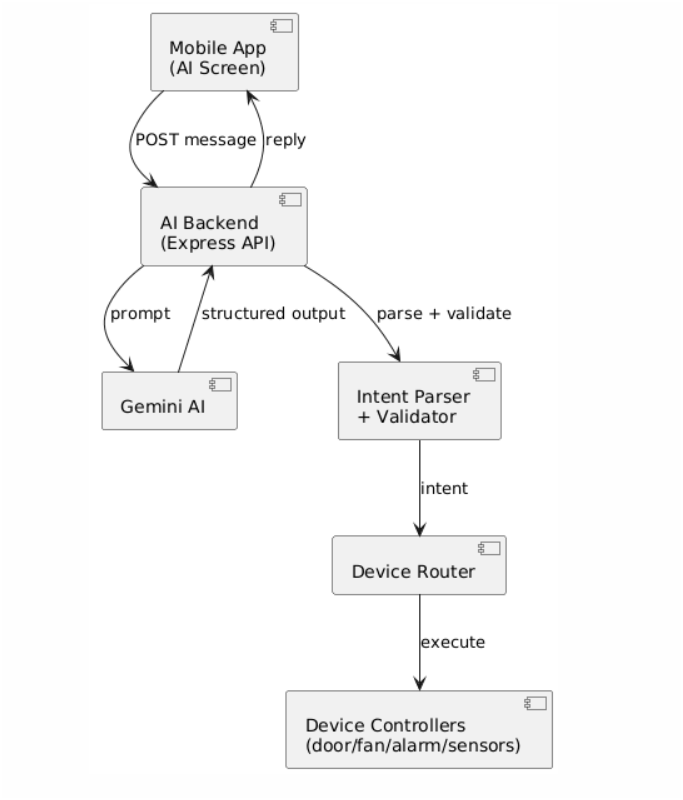 Mobile App
(AI Screen)
POST message
reply
AI Backend
(Express API)
prompt
structured output
parse + validate
Gemini AI
Intent Parser
+ Validator
intent
Device Router
execute
Device Controllers
(door/fan/alarm/sensors)